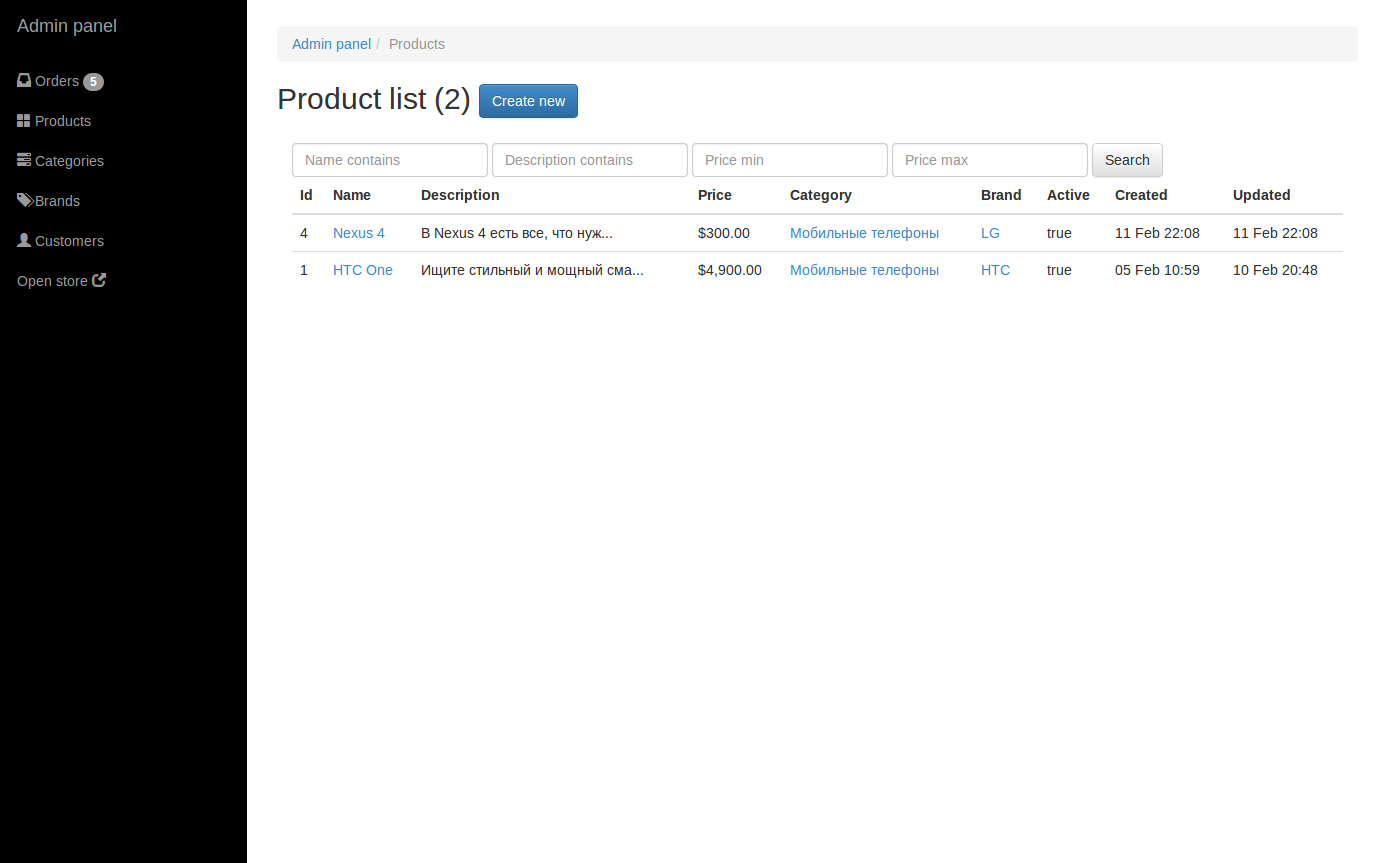 Admin panel
Orders 5
Products
Categories
Brands
Customers
Open store
Admin panel / Products
Product list (2) Create new
Name contains Description contains Price min Price max Search
Id Name Description Price Category Brand Active Created Updated
4 Nexus 4 В Nexus 4 есть все, что нуж... $300.00 Мобильные телефоны LG true 11 Feb 22:08 11 Feb 22:08
1 HTC One Ищите стильный и мощный сма... $4,900.00 Мобильные телефоны HTC true 05 Feb 10:59 10 Feb 20:48